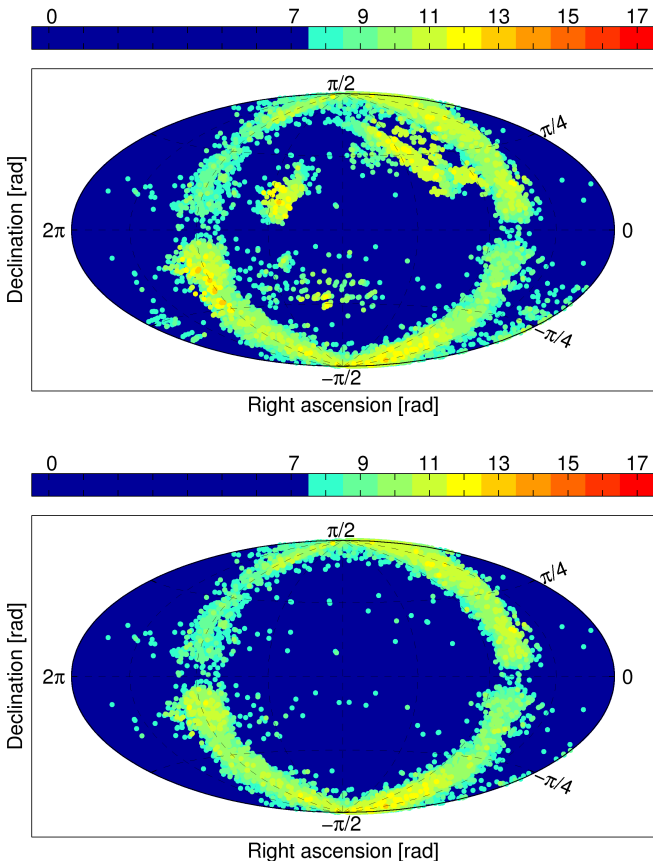 0 7 9 11 13 15 17
π/2
π/4
Declination [rad]
2π
0
−π/4
−π/2
Right ascension [rad]
0 7 9 11 13 15 17
π/2
π/4
Declination [rad]
2π
0
−π/4
−π/2
Right ascension [rad]